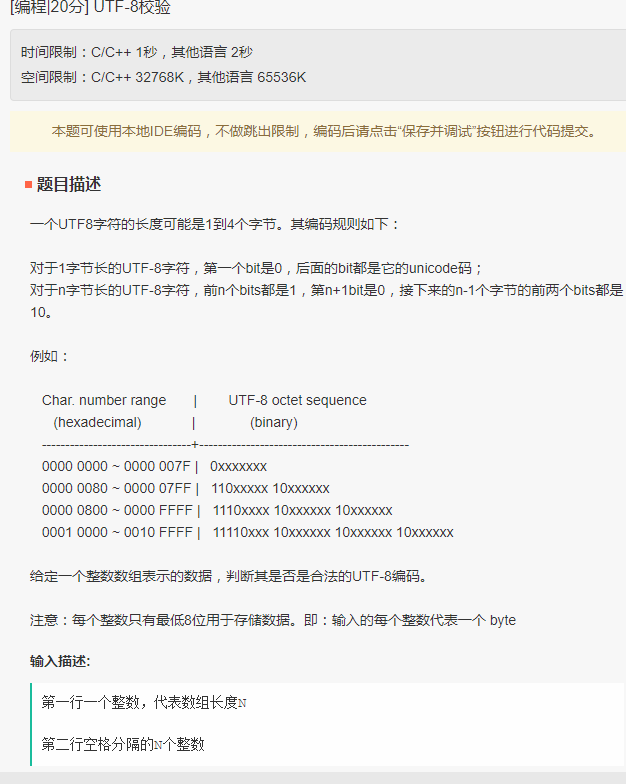 [编程|20分] UTF-8校验
时间限制：C/C++ 1秒，其他语言 2秒
空间限制：C/C++ 32768K，其他语言 65536K
本题可使用本地IDE编码，不做跳出限制，编码后请点击“保存并调试”按钮进行代码提交。
题目描述
一个UTF8字符的长度可能是1到4个字节。其编码规则如下：
对于1字节长的UTF-8字符，第一个bit是0，后面的bit都是它的unicode码；
对于n字节长的UTF-8字符，前n个bits都是1，第n+1bit是0，接下来的n-1个字节的前两个bits都是
10。
例如：
Char. number range | UTF-8 octet sequence
(hexadecimal) | (binary)
--------------------------------+---------------------------------------------
0000 0000 ~ 0000 007F | 0xxxxxxx
0000 0080 ~ 0000 07FF | 110xxxxx 10xxxxxx
0000 0800 ~ 0000 FFFF | 1110xxxx 10xxxxxx 10xxxxxx
0001 0000 ~ 0010 FFFF | 11110xxx 10xxxxxx 10xxxxxx 10xxxxxx
给定一个整数数组表示的数据，判断其是否是合法的UTF-8编码。
注意：每个整数只有最低8位用于存储数据。即：输入的每个整数代表一个 byte
输入描述:
第一行一个整数，代表数组长度N
第二行空格分隔的N个整数